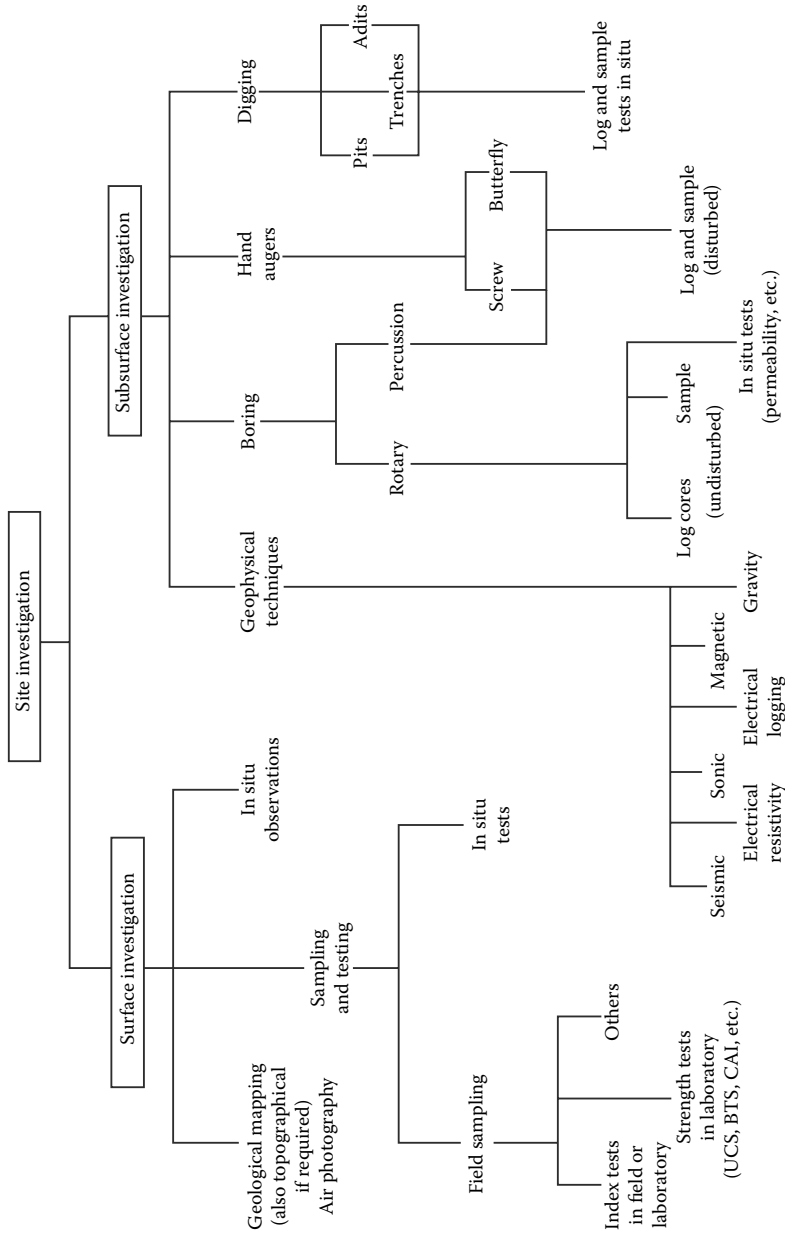 Site investigation
Surface investigation
Subsurface investigation
Geological mapping
(also topographical
if required)
Air photography
Sampling
and testing
In situ
observations
Field sampling
In situ
tests
Index tests
in field or
laboratory
Strength tests
in laboratory
(UCS, BTS, CAI, etc.)
Others
Geophysical
techniques
Boring
Hand
augers
Digging
Seismic
Electrical
resistivity
Sonic
Electrical
logging
Magnetic
Gravity
Rotary
Percussion
Log cores
Sample
(undisturbed)
In situ tests
(permeability, etc.)
Screw
Butterfly
Log and sample
(disturbed)
Pits
Trenches
Adits
Log and sample
tests in situ